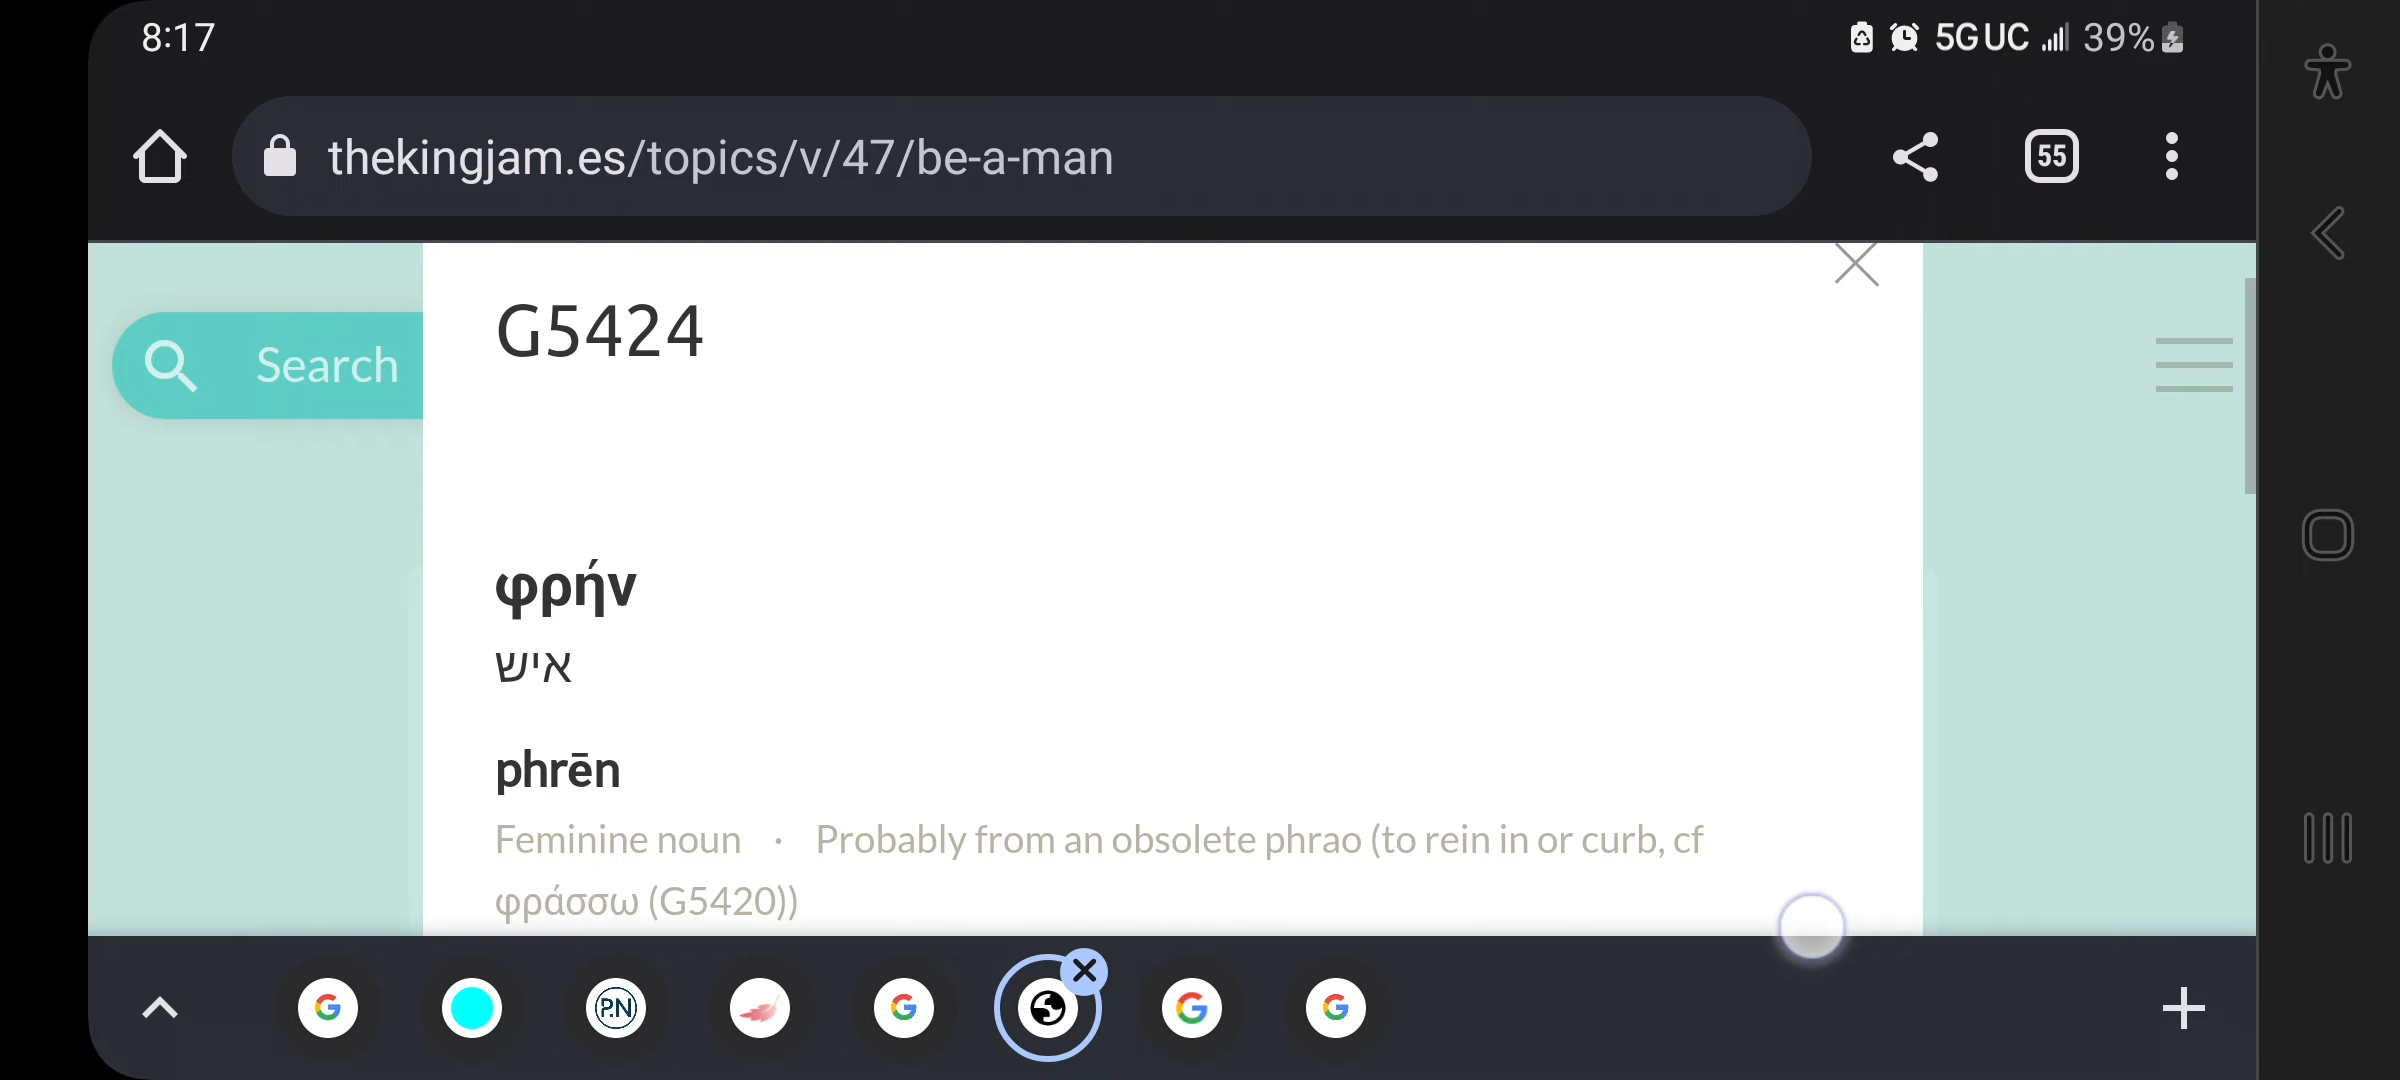 8:17
5G UC 39%
thekingjam.es/topics/v/47/be-a-man
55
G5424
Search
φρήν
איש
phrēn
Feminine noun · Probably from an obsolete phrao (to rein in or curb, cf
φράσσω (G5420))
G P.N G G G